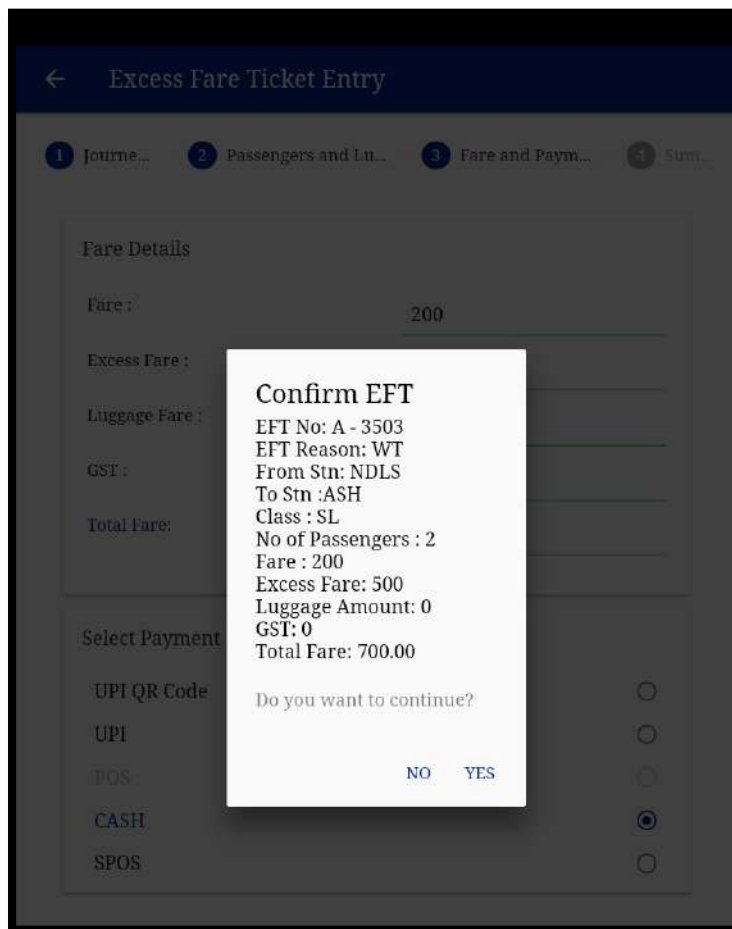 Excess Fare Ticket Entry
1 Journe... 2 Passengers and Lu... 3 Fare and Paym... 4 Sum...
Fare Details
Fare : 200
Excess Fare :
Luggage Fare :
GST :
Total Fare:
Confirm EFT
EFT No: A - 3503
EFT Reason: WT
From Stn: NDLS
To Stn :ASH
Class : SL
No of Passengers : 2
Fare : 200
Excess Fare: 500
Luggage Amount: 0
GST: 0
Total Fare: 700.00
Do you want to continue?
NO YES
Select Payment
UPI QR Code
UPI
POS
CASH
SPOS